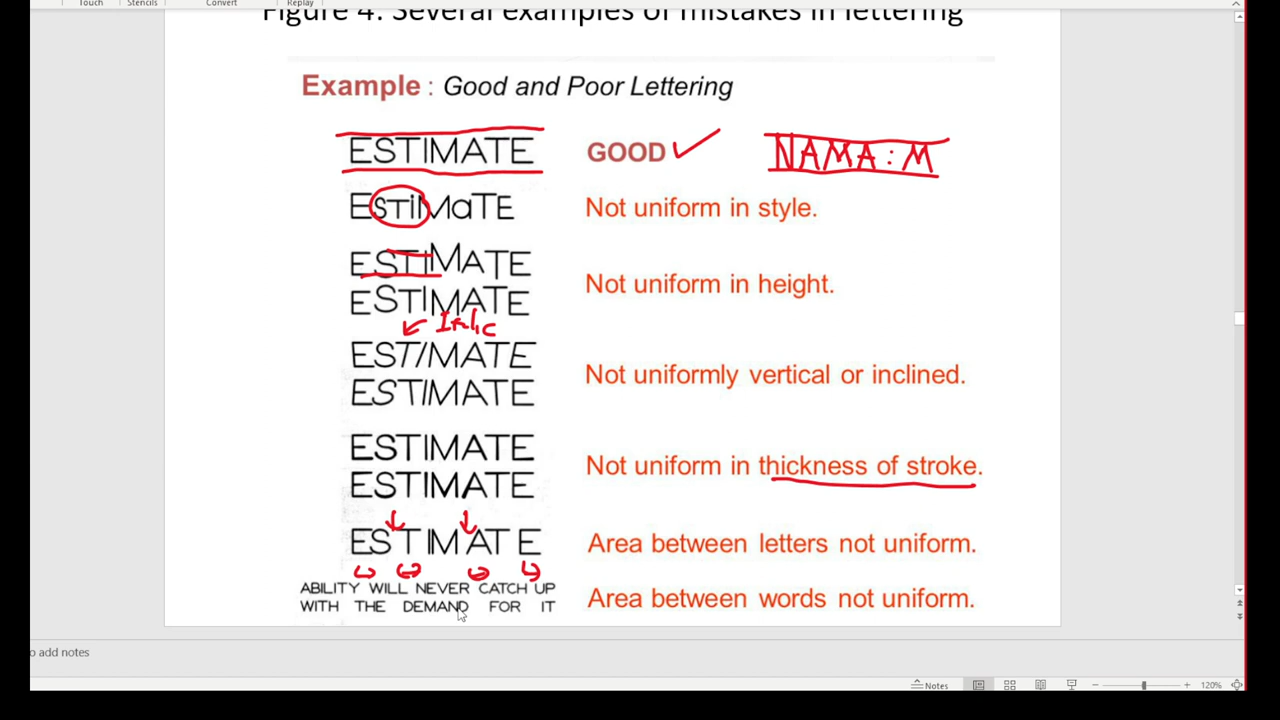 Touch Stencils Convert Replay
Figure 4: Several examples of mistakes in lettering
Example : Good and Poor Lettering
ESTIMATE GOOD NAMA : M
ESTiMaTE Not uniform in style.
ESTIMATE
Not uniform in height.
ESTIMATE
ESTIMATE
Not uniformly vertical or inclined.
ESTIMATE
ESTIMATE
Not uniform in thickness of stroke.
ESTIMATE
ESTIMATE Area between letters not uniform.
ABILITY WILL NEVER CATCH UP
Area between words not uniform.
WITH THE DEMAND FOR IT
o add notes
Notes 120%